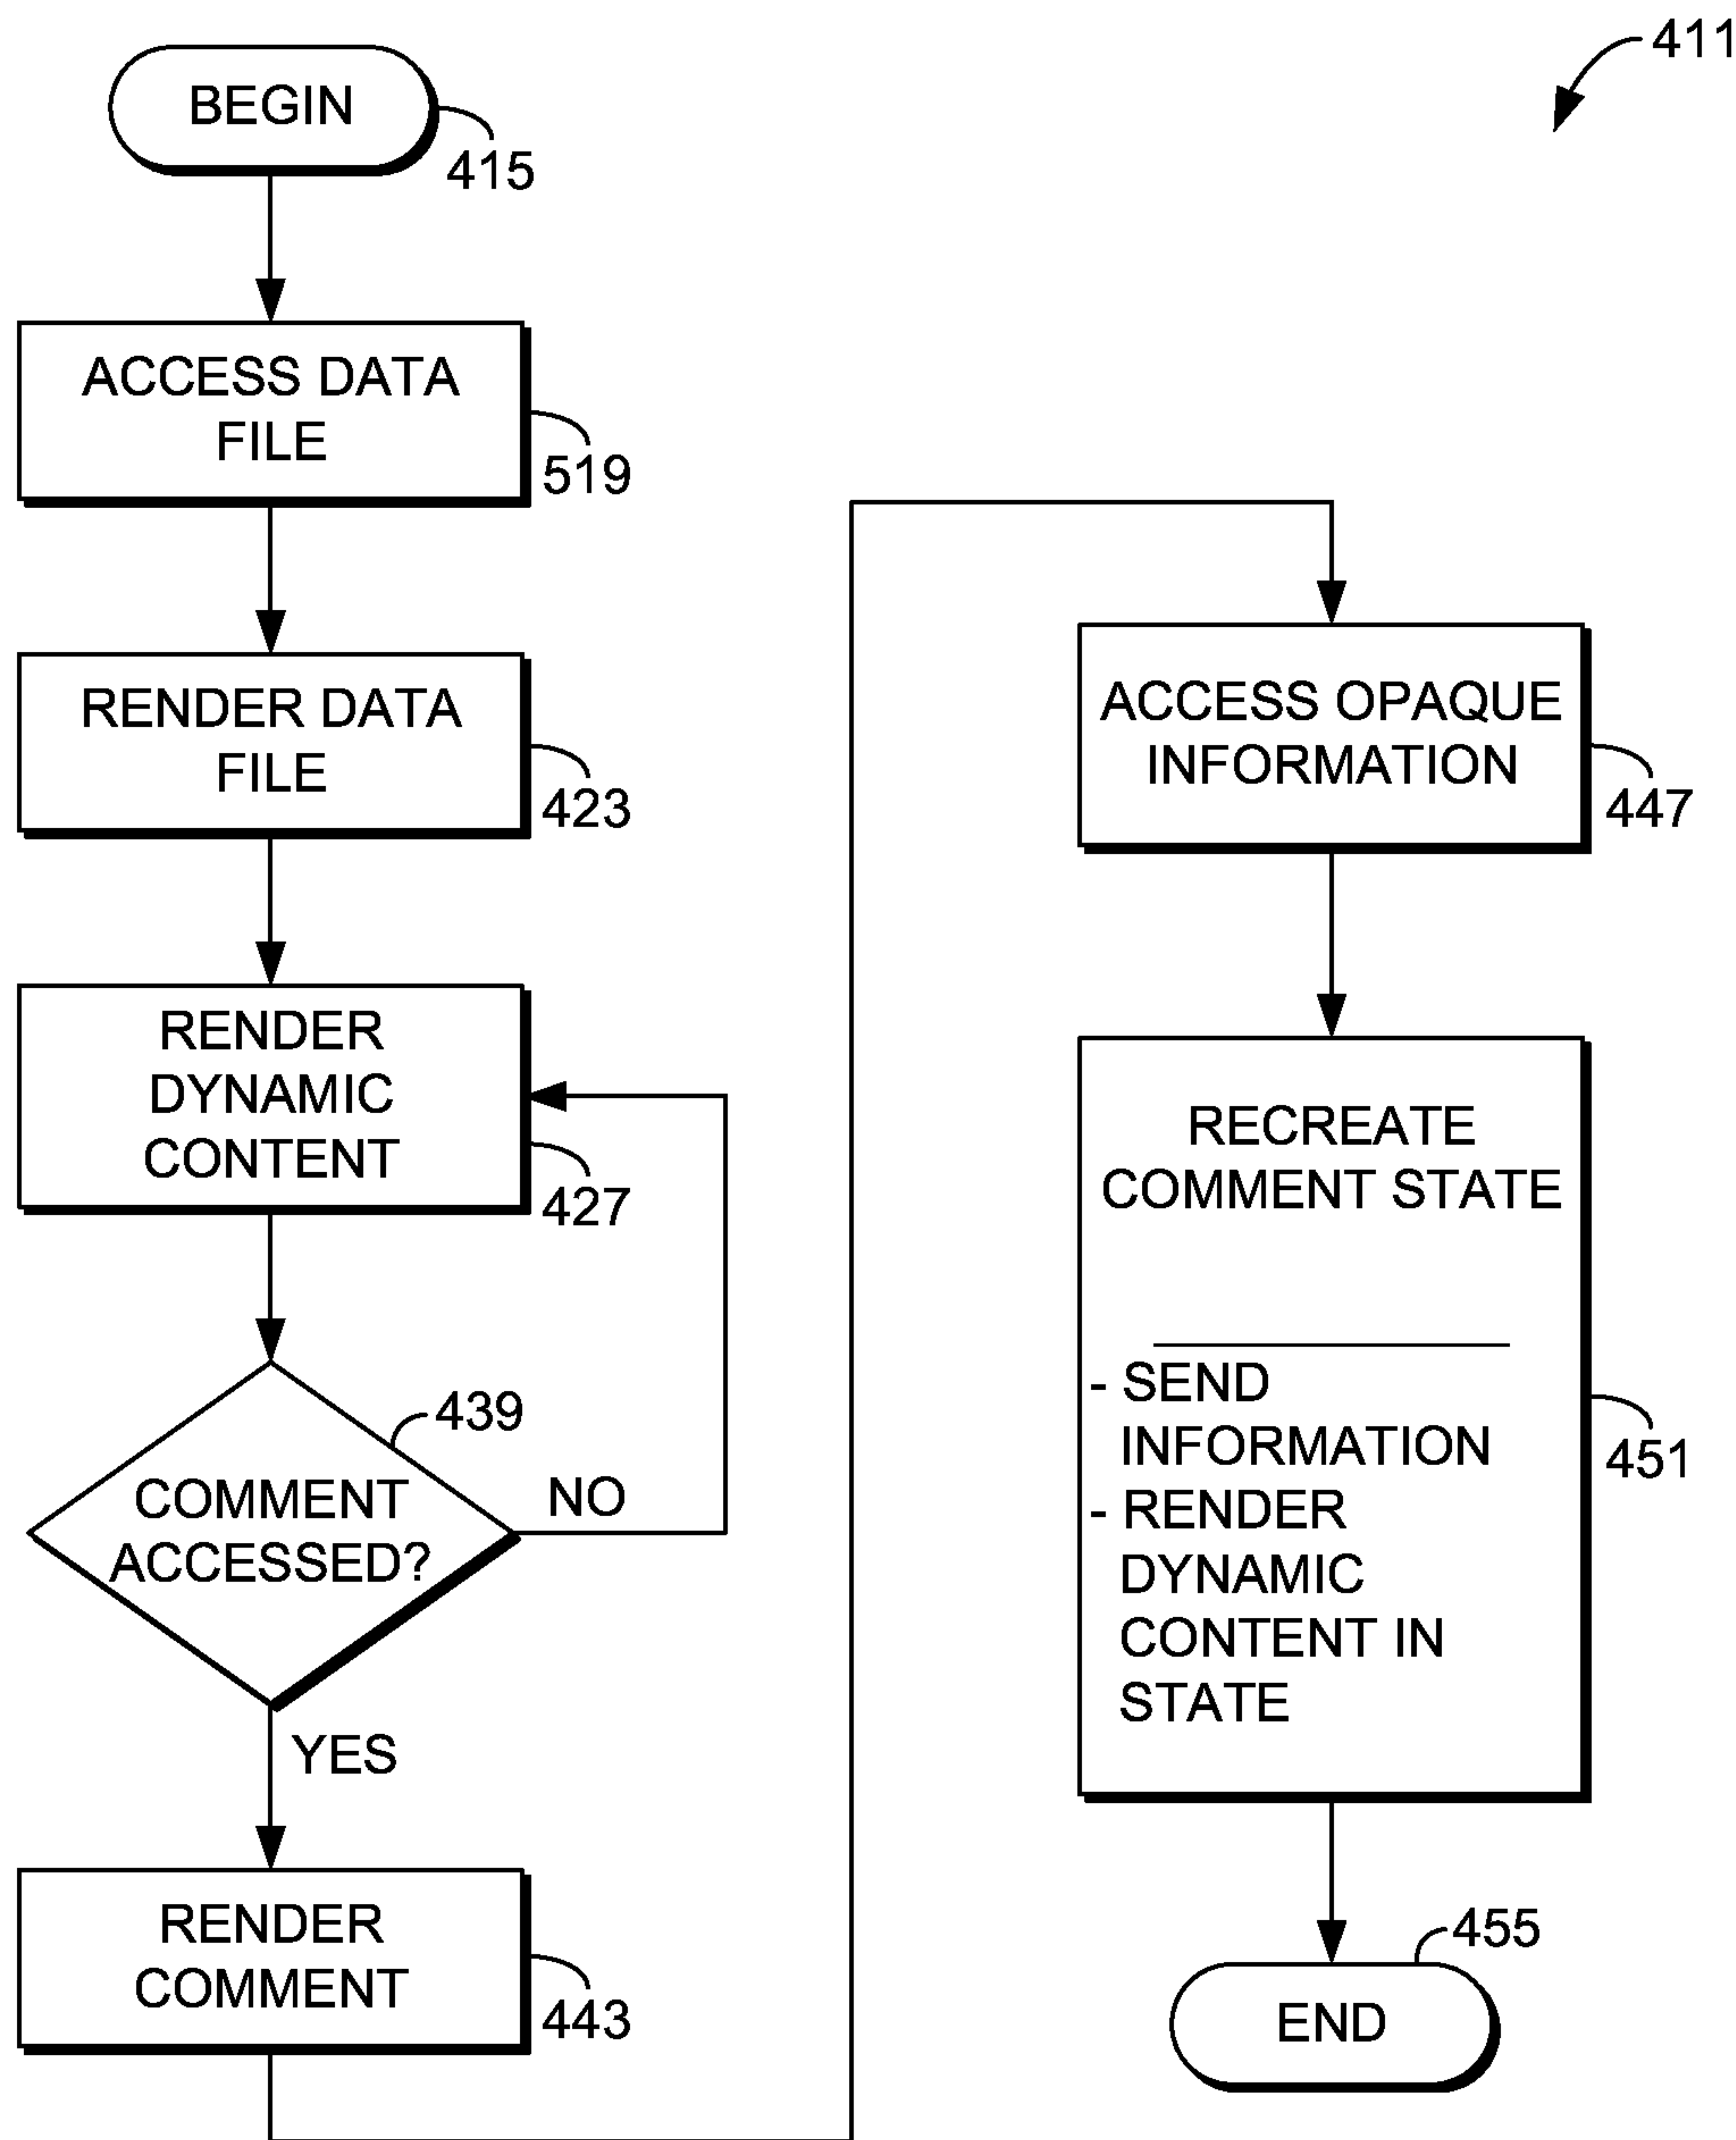 411
BEGIN
415
ACCESS DATA
FILE
519
RENDER DATA
FILE
423
RENDER
DYNAMIC
CONTENT
427
439
COMMENT
ACCESSED?
NO
YES
RENDER
COMMENT
443
ACCESS OPAQUE
INFORMATION
447
RECREATE
COMMENT STATE
- SEND
INFORMATION
- RENDER
DYNAMIC
CONTENT IN
STATE
451
455
END